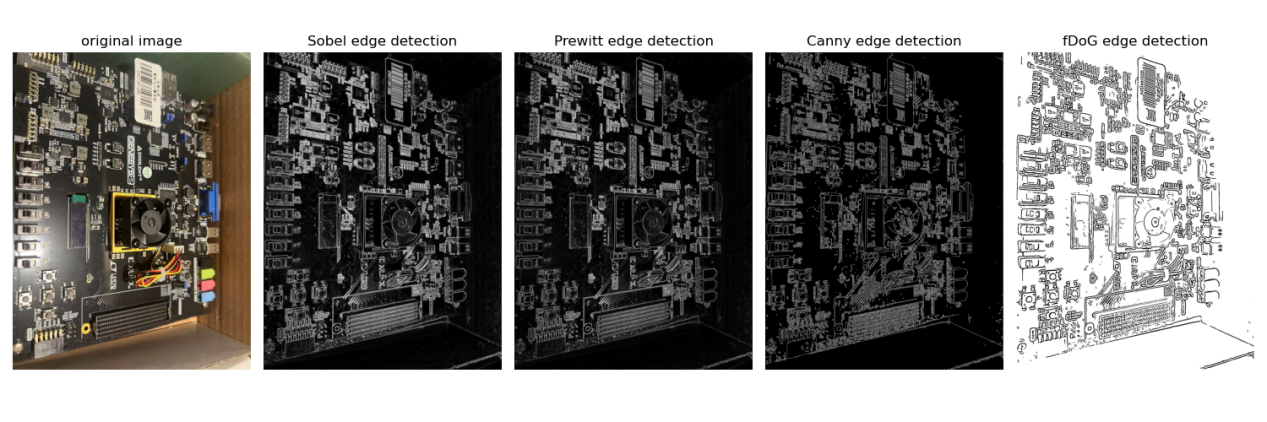 original image
Sobel edge detection
Prewitt edge detection
Canny edge detection
fDoG edge detection